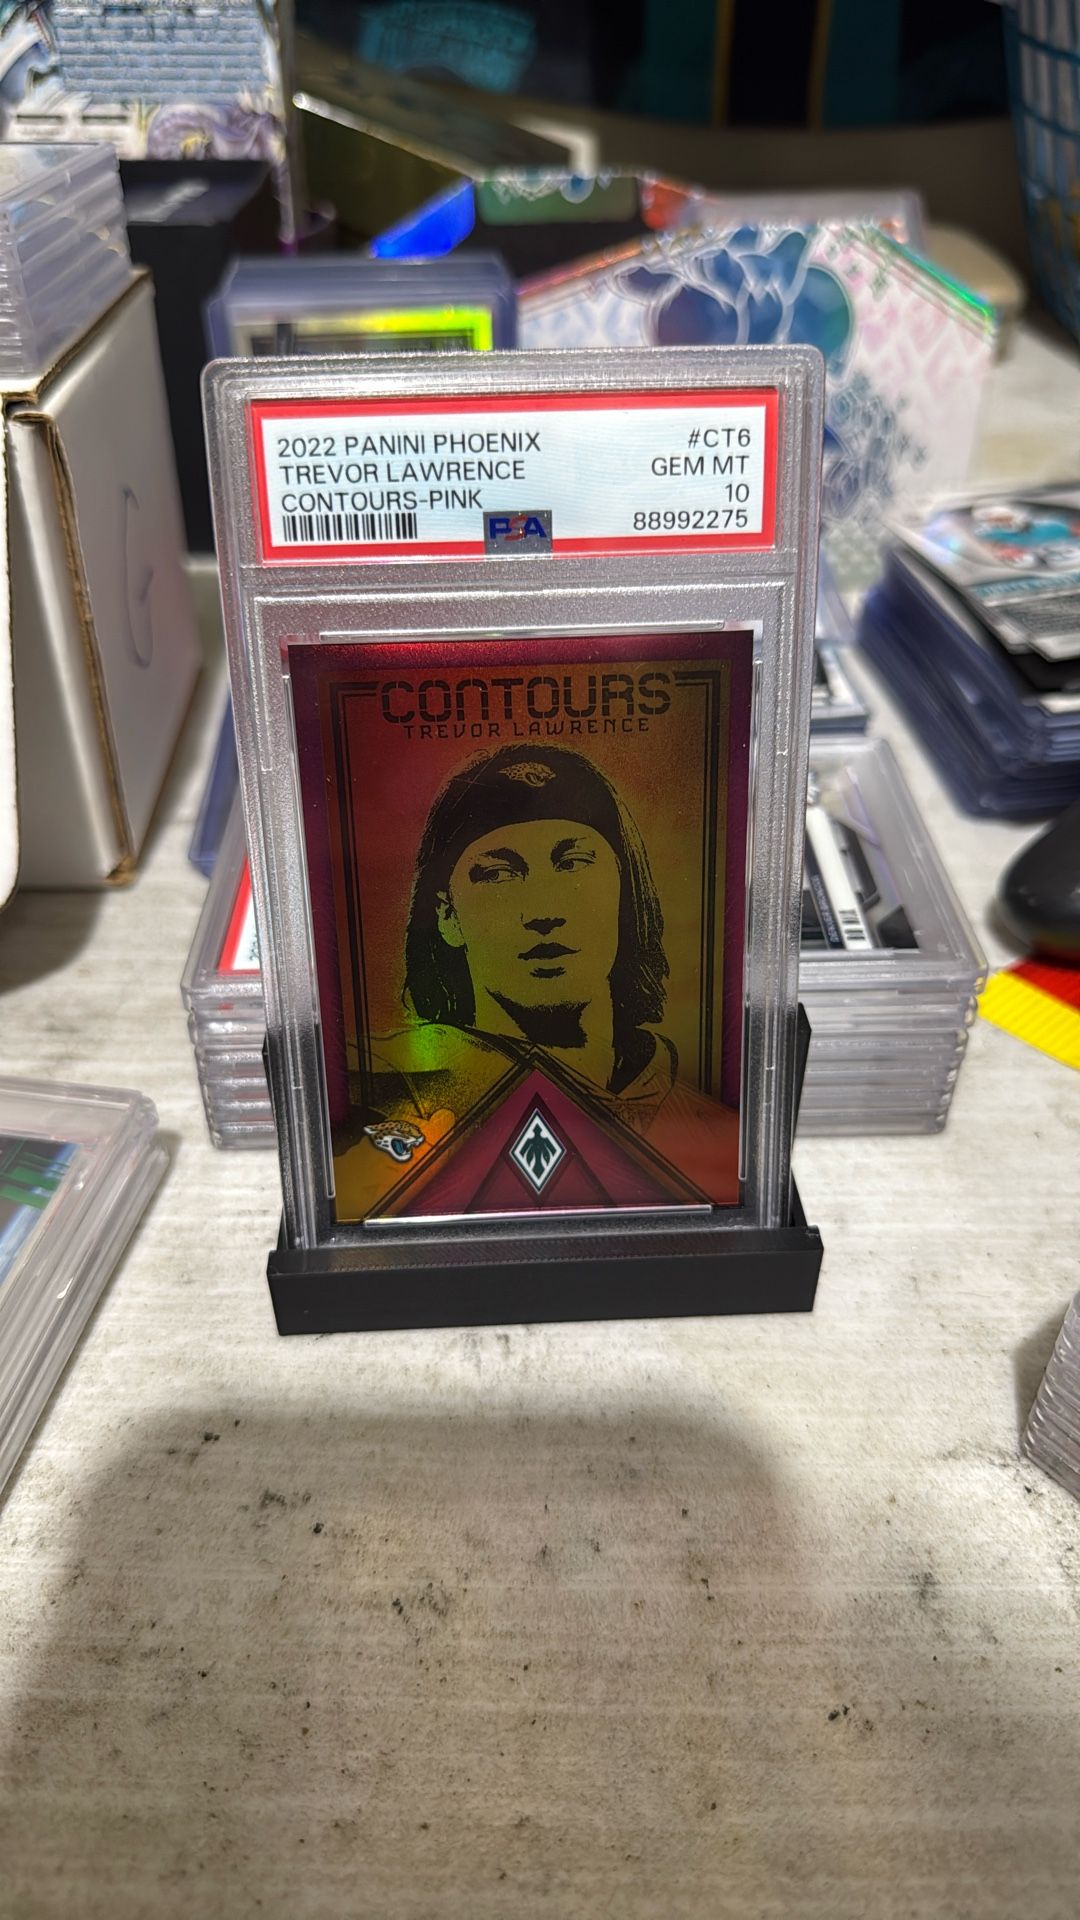 2022 PANINI PHOENIX #CT6
TREVOR LAWRENCE GEM MT
CONTOURS-PINK 10
PSA 88992275
CONTOURS
TREVOR LAWRENCE